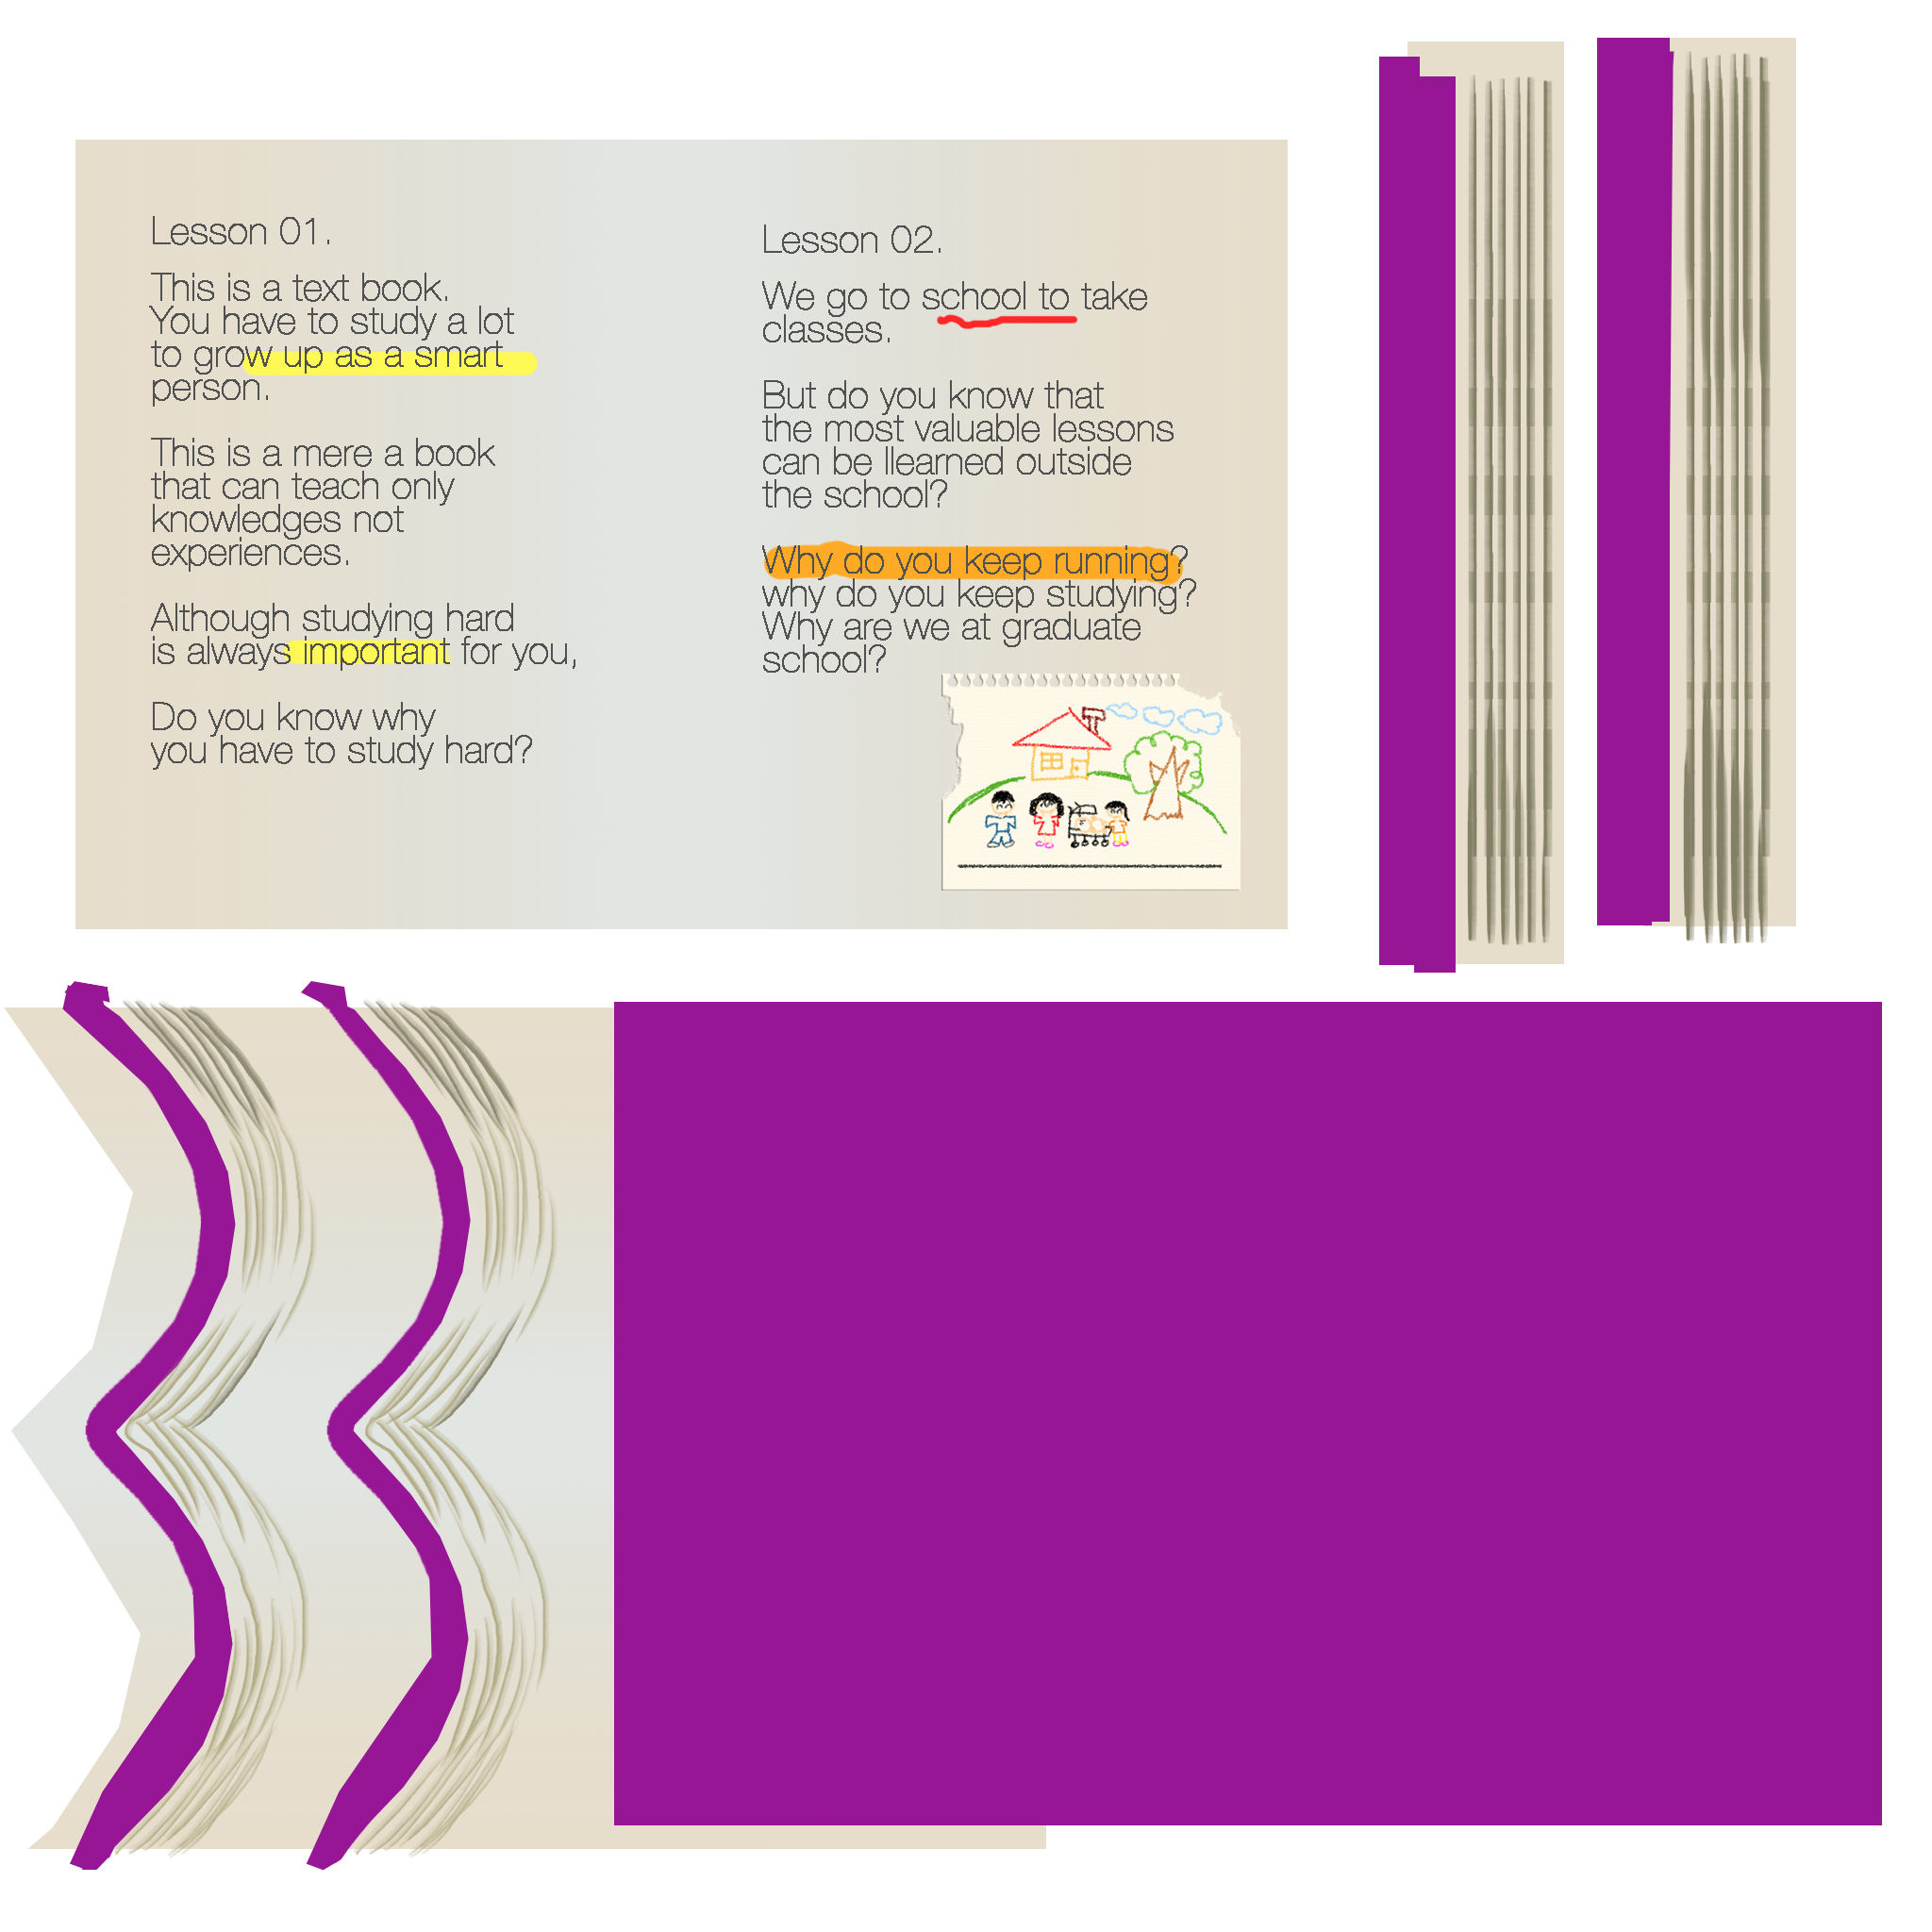 Lesson 01.
This is a text book.
You have to study a lot
to grow up as a smart
person.
This is a mere a book
that can teach only
knowledges not
experiences.
Although studying hard
is always important for you,
Do you know why
you have to study hard?
Lesson 02.
We go to school to take
classes.
But do you know that
the most valuable lessons
can be llearned outside
the school?
Why do you keep running?
why do you keep studying?
Why are we at graduate
school?